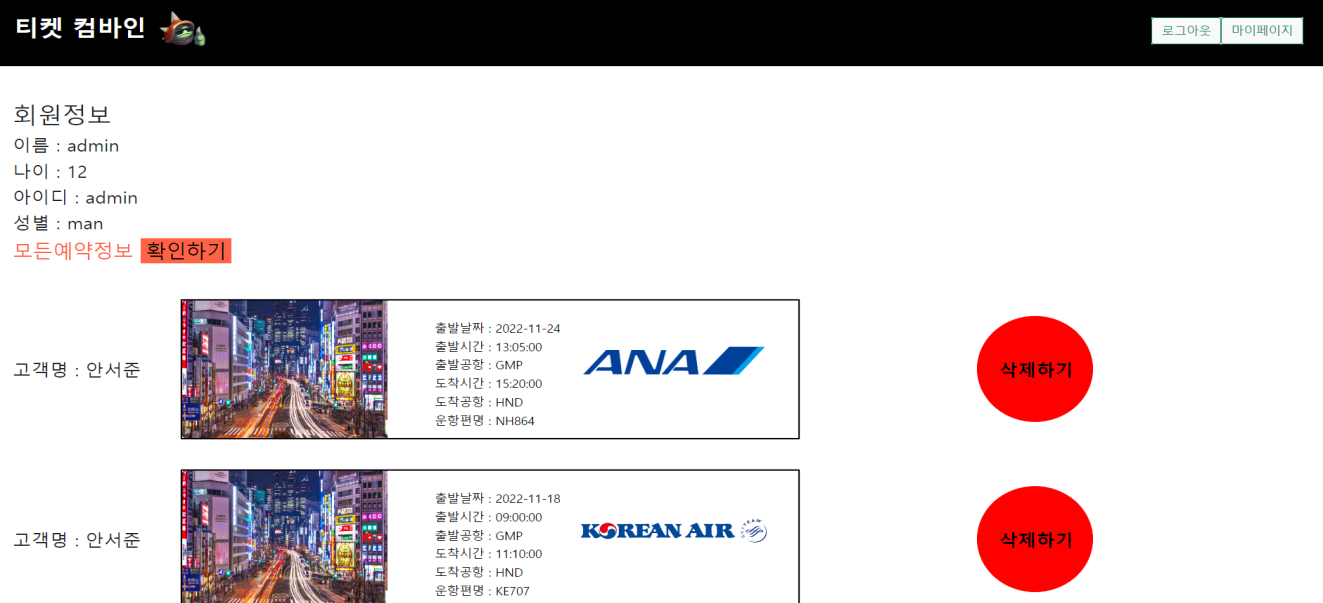 티켓 컴바인
로그아웃 마이페이지
회원정보
이름 : admin
나이 : 12
아이디 : admin
성별 : man
모든예약정보 확인하기
고객명 : 안서준
출발날짜 : 2022-11-24
출발시간 : 13:05:00
출발공항 : GMP
도착시간 : 15:20:00
도착공항 : HND
운항편명 : NH864
ANA
삭제하기
고객명 : 안서준
출발날짜 : 2022-11-18
출발시간 : 09:00:00
출발공항 : GMP
도착시간 : 11:10:00
도착공항 : HND
운항편명 : KE707
KOREAN AIR
SKYTEAM
삭제하기